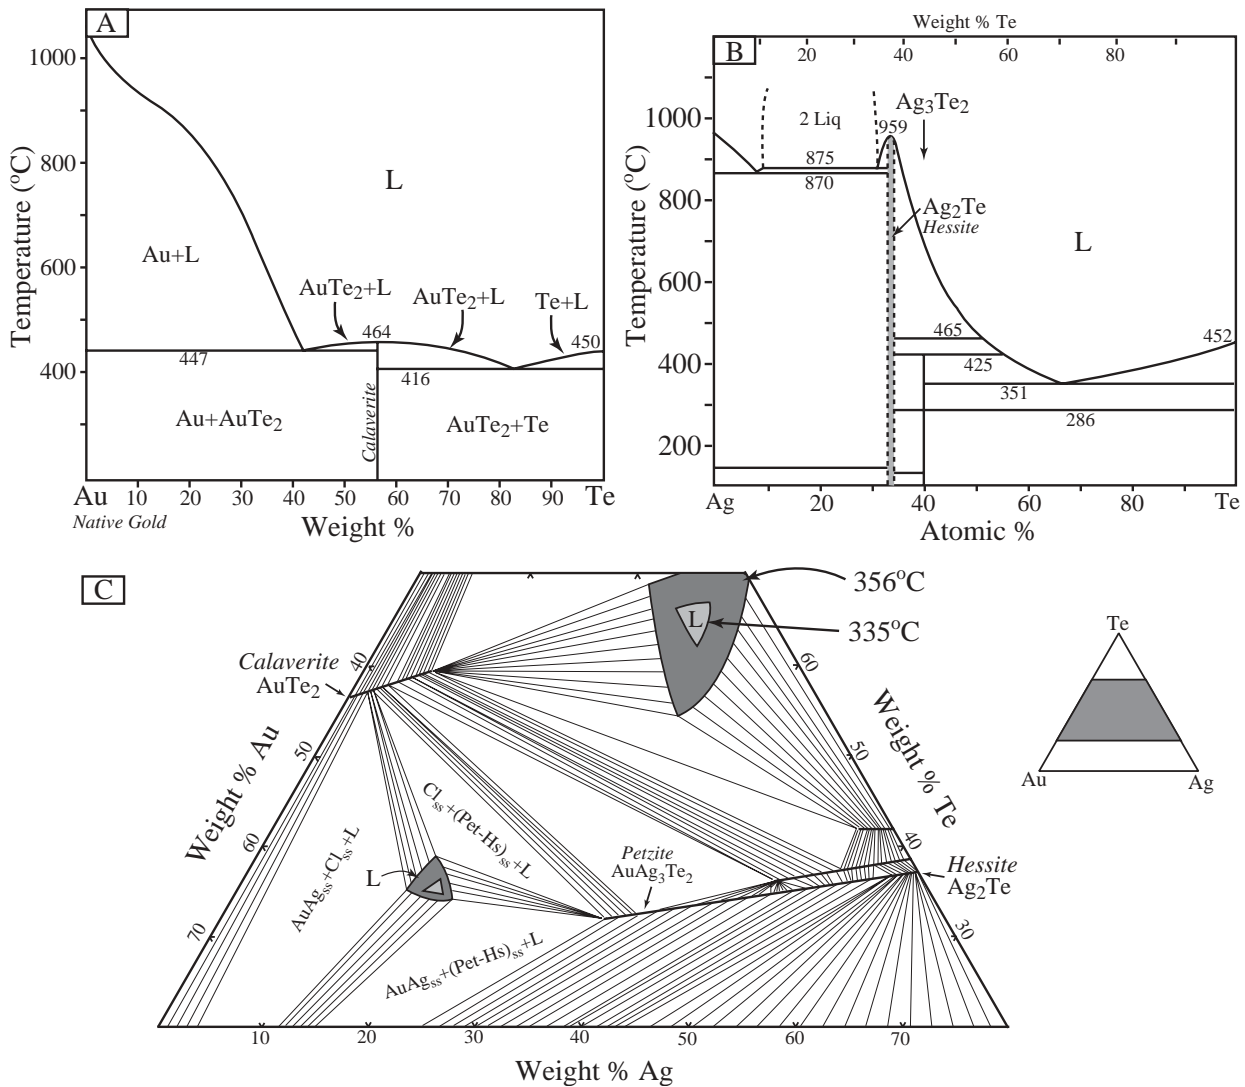 A
1000
800
600
400
Temperature (°C)
L
Au+L
AuTe2+L
AuTe2+L
Te+L
464
450
447
416
Au+AuTe2
Calaverite
AuTe2+Te
Au
10
20
30
40
50
60
70
80
90
Te
Native Gold
Weight %
Weight % Te
B
20
40
60
80
1000
800
600
400
200
Temperature (°C)
2 Liq
959
Ag3Te2
875
870
Ag2Te
Hessite
L
465
425
452
351
286
Ag
20
40
60
80
Te
Atomic %
C
356°C
L
335°C
Calaverite
AuTe2
40
50
60
70
Weight % Au
60
50
40
30
Weight % Te
Clss+(Pet-Hs)ss+L
AuAgss+Clss+L
L
Petzite
AuAg3Te2
Hessite
Ag2Te
AuAgss+(Pet-Hs)ss+L
10
20
30
40
50
60
70
Weight % Ag
Te
Au
Ag